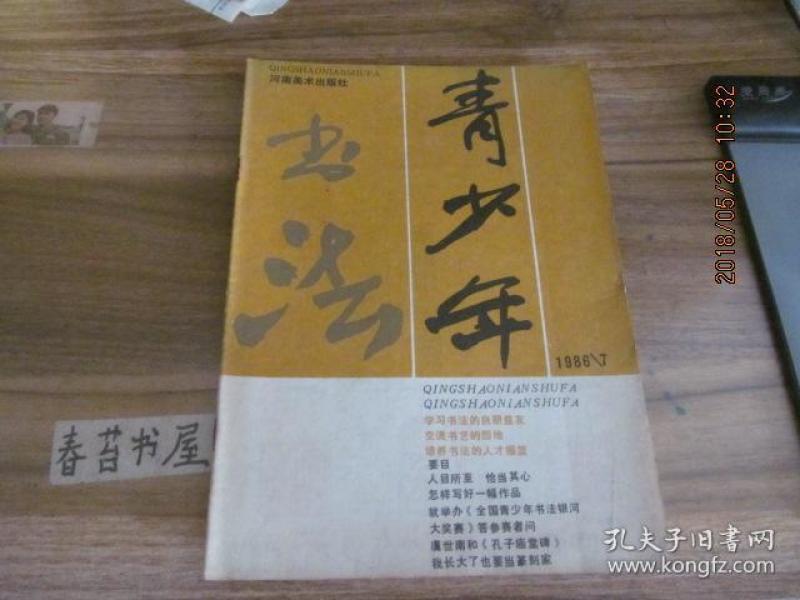 QINGSHAONIANSHUFA
河南美术出版社
青少年
书法
1986\7
QINGSHAONIANSHUFA
QINGSHAONIANSHUFA
学习书法的良师益友
交流书艺的园地
培养书法的人才摇篮
要目
人目所至 恰当其心
怎样写好一幅作品
就举办《全国青少年书法银河
大奖赛》答参赛者问
虞世南和《孔子庙堂碑》
我长大了也要当篆刻家
春苔书屋
2018/05/28 10:32
孔夫子旧书网
www.kongfz.com